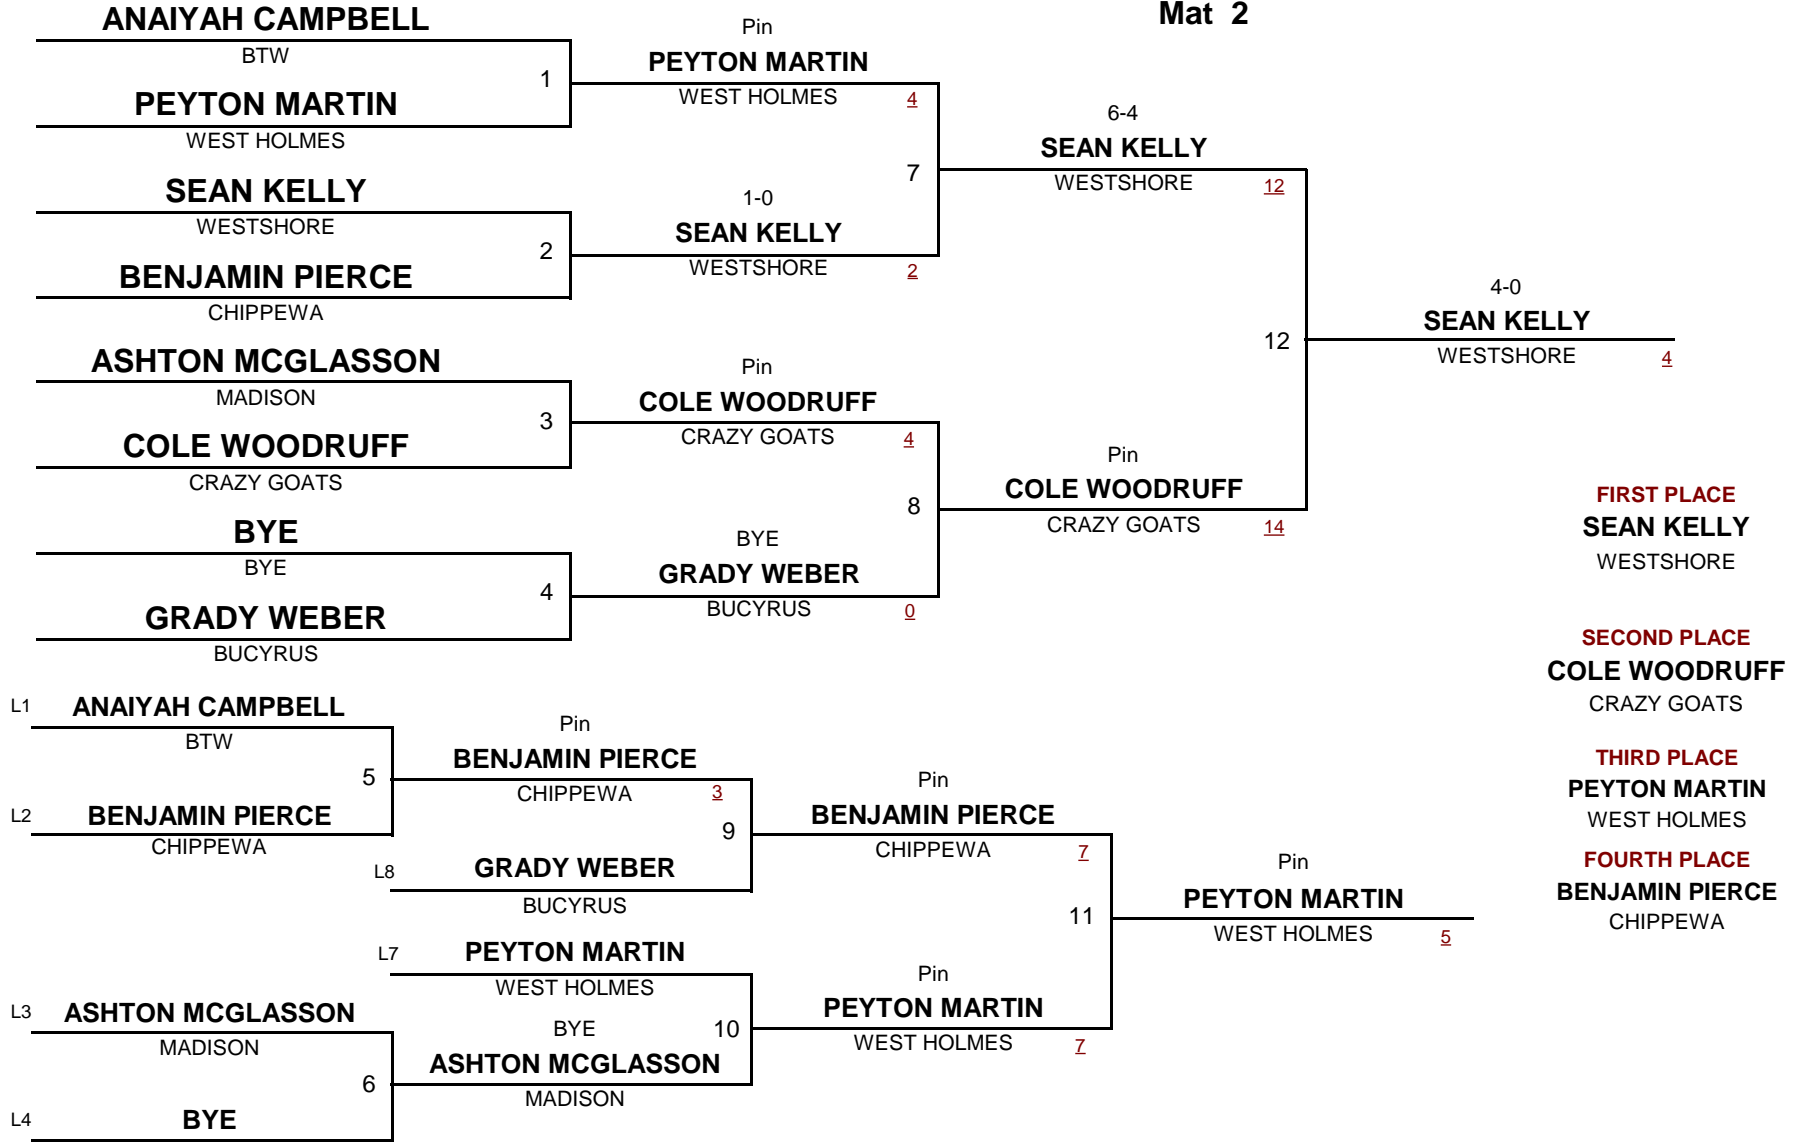 Mat 2
ANAIYAH CAMPBELL
BTW
1
PEYTON MARTIN
WEST HOLMES
SEAN KELLY
WESTSHORE
2
BENJAMIN PIERCE
CHIPPEWA
ASHTON MCGLASSON
MADISON
3
COLE WOODRUFF
CRAZY GOATS
BYE
BYE
4
GRADY WEBER
BUCYRUS
Pin
PEYTON MARTIN
WEST HOLMES 4
7
1-0
SEAN KELLY
WESTSHORE 2
Pin
COLE WOODRUFF
CRAZY GOATS 4
8
BYE
GRADY WEBER
BUCYRUS 0
6-4
SEAN KELLY
WESTSHORE 12
12
Pin
COLE WOODRUFF
CRAZY GOATS 14
4-0
SEAN KELLY
WESTSHORE 4
FIRST PLACE
SEAN KELLY
WESTSHORE
SECOND PLACE
COLE WOODRUFF
CRAZY GOATS
THIRD PLACE
PEYTON MARTIN
WEST HOLMES
FOURTH PLACE
BENJAMIN PIERCE
CHIPPEWA
L1 ANAIYAH CAMPBELL
BTW
5
L2 BENJAMIN PIERCE
CHIPPEWA
L3 ASHTON MCGLASSON
MADISON
6
L4 BYE
Pin
BENJAMIN PIERCE
CHIPPEWA 3
9
L8 GRADY WEBER
BUCYRUS
L7 PEYTON MARTIN
WEST HOLMES
BYE 10
ASHTON MCGLASSON
MADISON
Pin
BENJAMIN PIERCE
CHIPPEWA 7
11
Pin
PEYTON MARTIN
WEST HOLMES 7
Pin
PEYTON MARTIN
WEST HOLMES 5